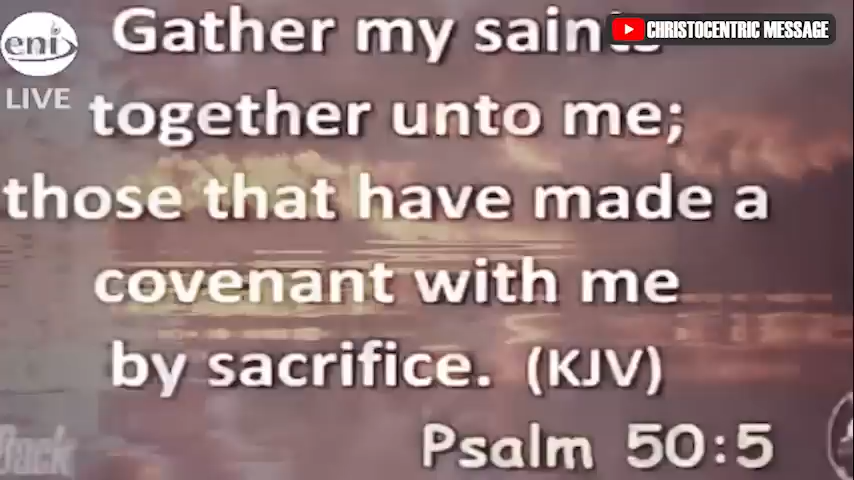 Gather my saints
CHRISTOCENTRIC MESSAGE
eni
LIVE
together unto me;
those that have made a
covenant with me
by sacrifice. (KJV)
Back
Psalm 50:5